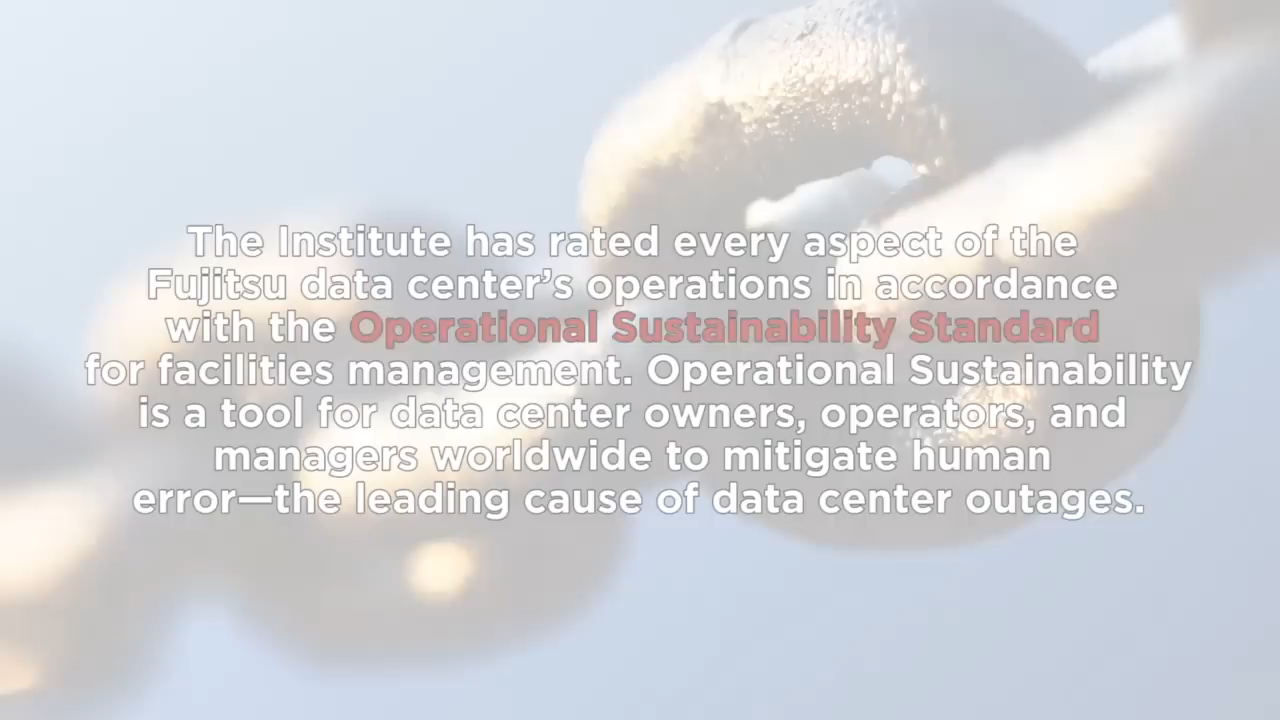 The Institute has rated every aspect of the
Fujitsu data center’s operations in accordance
with the Operational Sustainability Standard
for facilities management. Operational Sustainability
is a tool for data center owners, operators, and
managers worldwide to mitigate human
error—the leading cause of data center outages.